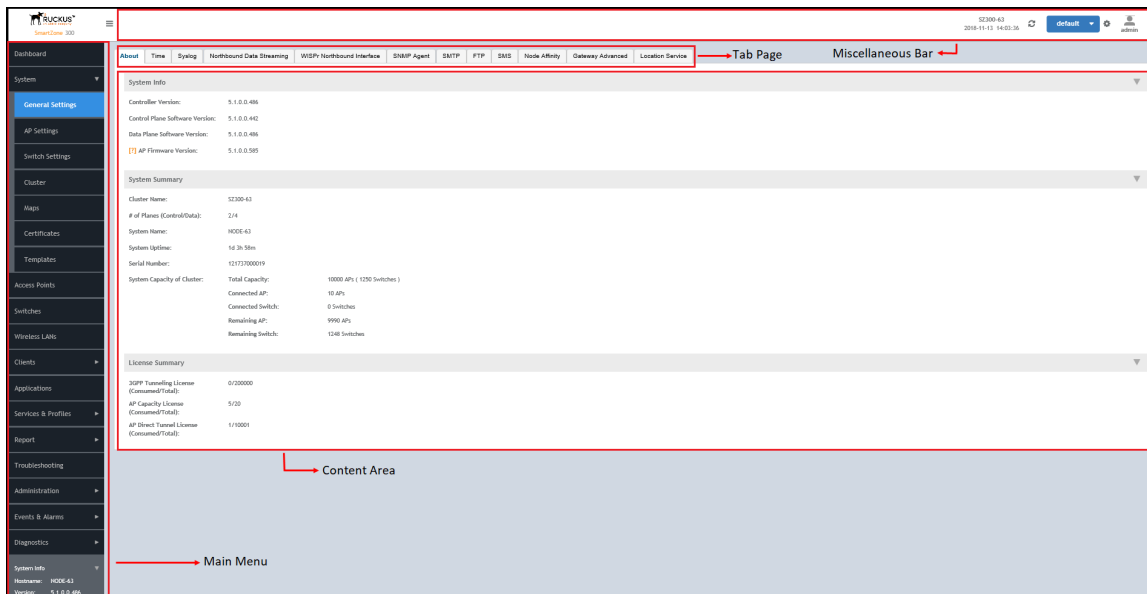 RUCKUS
SmartZone 300
SZ300-63
2018-11-13 14:03:36
default
admin
Dashboard
System
General Settings
AP Settings
Switch Settings
Cluster
Maps
Certificates
Templates
Access Points
Switches
Wireless LANs
Clients
Applications
Services & Profiles
Report
Troubleshooting
Administration
Events & Alarms
Diagnostics
System Info
Hostname: NODE-63
Version: 5.1.0.0.486
About Time Syslog Northbound Data Streaming WISPr Northbound Interface SNMP Agent SMTP FTP SMS Node Affinity Gateway Advanced Location Service
Tab Page
Miscellaneous Bar
System Info
Controller Version: 5.1.0.0.486
Control Plane Software Version: 5.1.0.0.442
Data Plane Software Version: 5.1.0.0.486
[?] AP Firmware Version: 5.1.0.0.585
System Summary
Cluster Name: SZ300-63
# of Planes (Control/Data): 2/4
System Name: NODE-63
System Uptime: 1d 3h 58m
Serial Number: 121737000019
System Capacity of Cluster: Total Capacity: 10000 APs ( 1250 Switches )
Connected AP: 10 APs
Connected Switch: 0 Switches
Remaining AP: 9990 APs
Remaining Switch: 1248 Switches
License Summary
3GPP Tunneling License 0/200000
(Consumed/Total):
AP Capacity License 5/20
(Consumed/Total):
AP Direct Tunnel License 1/10001
(Consumed/Total):
Content Area
Main Menu